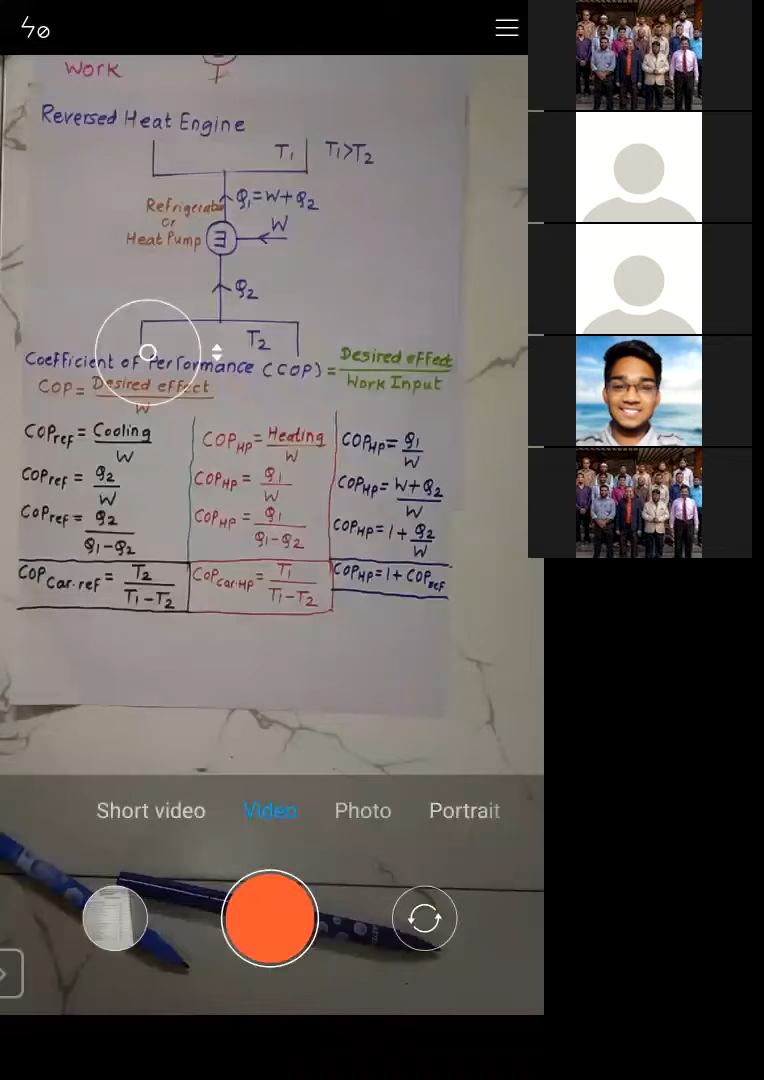 Work
Reversed Heat Engine
T1
T1>T2
Q1=W+Q2
Refrigerator
or
Heat Pump
E
W
Q2
T2
Coefficient of Performance (COP) = Desired effect / Work Input
COP = Desired effect / W
COPref = Cooling / W
COPref = Q2 / W
COPref = Q2 / Q1-Q2
COPCar.ref = T2 / T1-T2
COPHP = Heating / W
COPHP = Q1 / W
COPHP = Q1 / Q1-Q2
COPCar.HP = T1 / T1-T2
COPHP = Q1 / W
COPHP = W+Q2 / W
COPHP = 1+ Q2 / W
COPHP = 1+COPref
Short video Video Photo Portrait